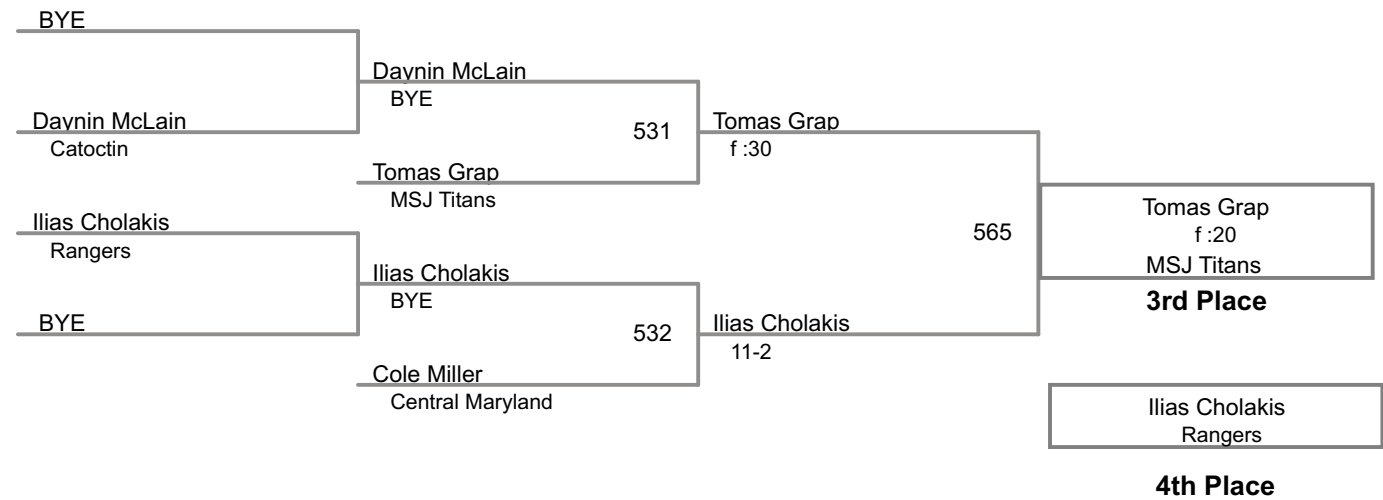 BYE
Daynin McLain
BYE
Daynin McLain
Catoctin
531
Tomas Grap
f :30
Tomas Grap
MSJ Titans
Ilias Cholakis
Rangers
565
Tomas Grap
f :20
MSJ Titans
3rd Place
Ilias Cholakis
BYE
BYE
532
Ilias Cholakis
11-2
Cole Miller
Central Maryland
Ilias Cholakis
Rangers
4th Place